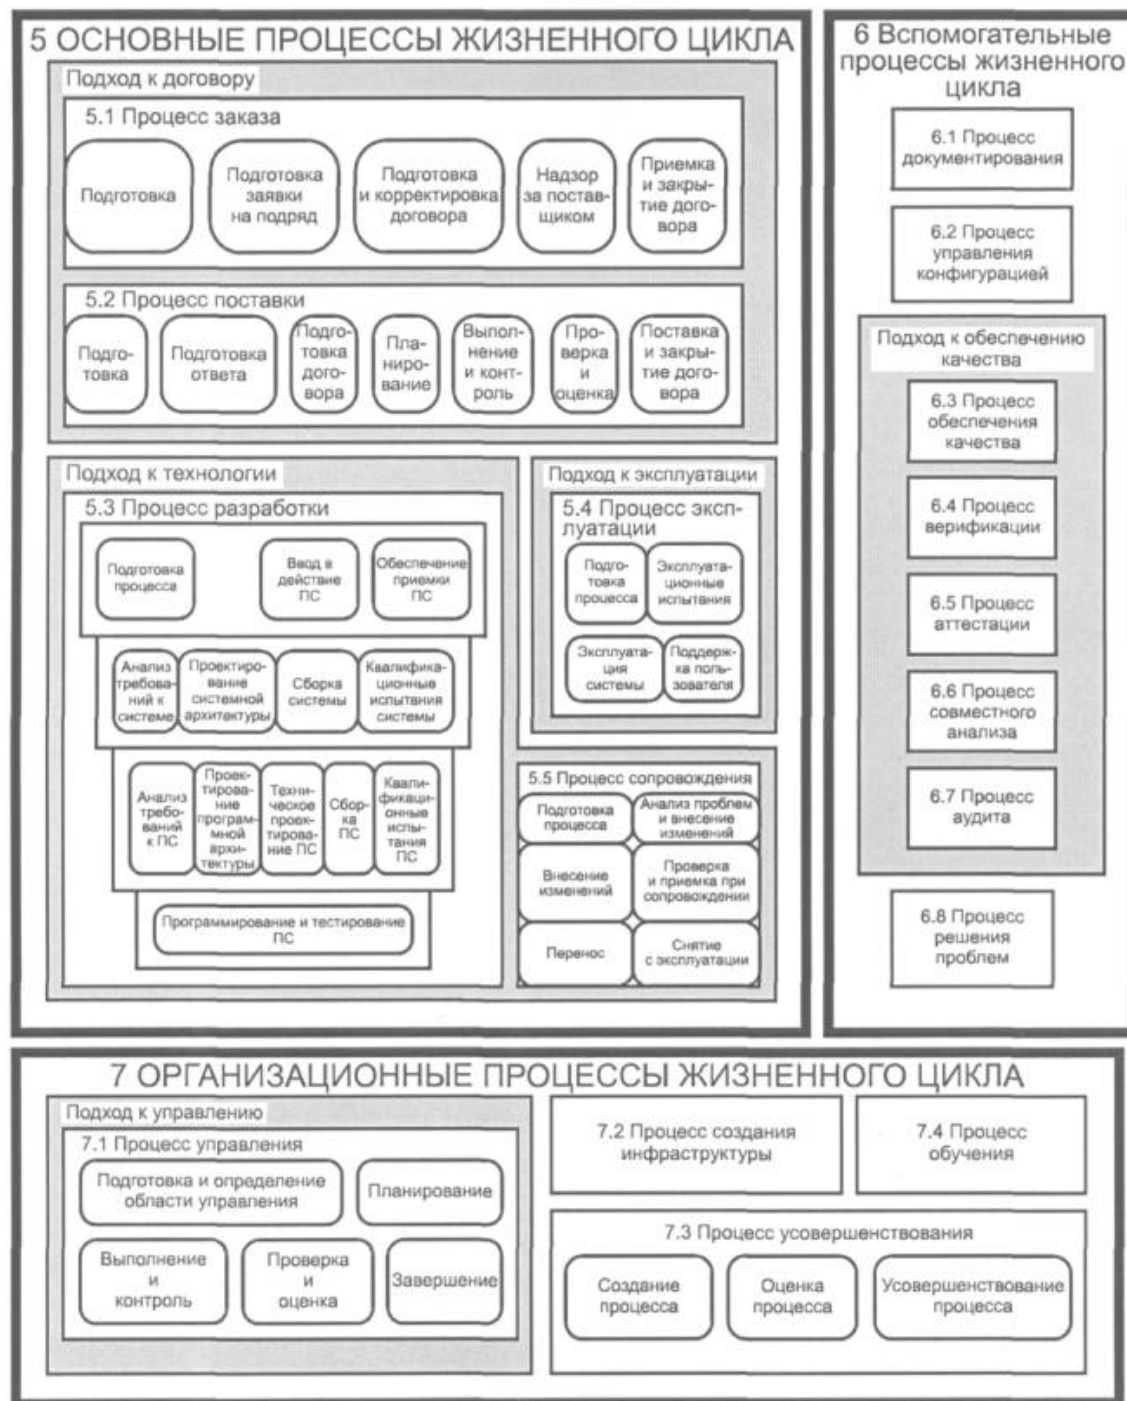 5 ОСНОВНЫЕ ПРОЦЕССЫ ЖИЗНЕННОГО ЦИКЛА
Подход к договору
5.1 Процесс заказа
Подготовка
Подготовка
заявки
на подряд
Подготовка
и корректировка
договора
Надзор
за постав-
щиком
Приемка
и закры-
тие дого-
вора
5.2 Процесс поставки
Подго-
товка
Подготовка
ответа
Подго-
товка
дого-
вора
Пла-
нирова-
ние
Выпол-
нение
и конт-
роль
Про-
верка
и
оценка
Поставка
и закры-
тие дого-
вора
Подход к технологии
5.3 Процесс разработки
Подготовка
процесса
Ввод в
действие
ПС
Обеспечение
приемки
ПС
Анализ
требова-
ний к
системе
Проектиро-
вание
системной
архитектуры
Сборка
системы
Квалифика-
ционные
испытания
системы
Анализ
требо-
ваний
к ПС
Проек-
тирова-
ние
програм-
мной
архи-
тектуры
Техни-
ческое
проек-
тирова-
ние ПС
Сбор-
ка
ПС
Квали-
фикаци-
онные
испы-
тания
ПС
Программирование и тестирование
ПС
Подход к эксплуатации
5.4 Процесс эксп-
луатации
Подго-
товка
процесса
Эксплуата-
ционные
испытания
Эксплуата-
ция
системы
Поддерж-
ка поль-
зователя
5.5 Процесс сопровождения
Подготовка
процесса
Анализ проблем
и внесение
изменений
Внесение
изменений
Проверка
и приемка при
сопровождении
Перенос
Снятие
с эксплуатации
6 Вспомогательные
процессы жизненного
цикла
6.1 Процесс
документирования
6.2 Процесс
управления
конфигурацией
Подход к обеспечению
качества
6.3 Процесс
обеспечения
качества
6.4 Процесс
верификации
6.5 Процесс
аттестации
6.6 Процесс
совместного
анализа
6.7 Процесс
аудита
6.8 Процесс
решения
проблем
7 ОРГАНИЗАЦИОННЫЕ ПРОЦЕССЫ ЖИЗНЕННОГО ЦИКЛА
Подход к управлению
7.1 Процесс управления
Подготовка и определение
области управления
Планирование
Выполнение
и
контроль
Проверка
и
оценка
Завершение
7.2 Процесс создания
инфраструктуры
7.4 Процесс
обучения
7.3 Процесс усовершенствования
Создание
процесса
Оценка
процесса
Усовершенствование
процесса